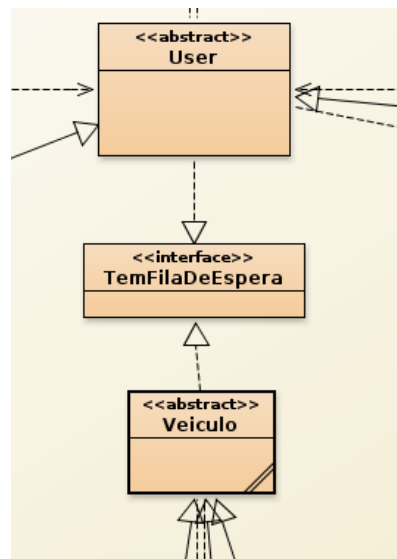 <<abstract>>
User
<<interface>>
TemFilaDeEspera
<<abstract>>
Veiculo